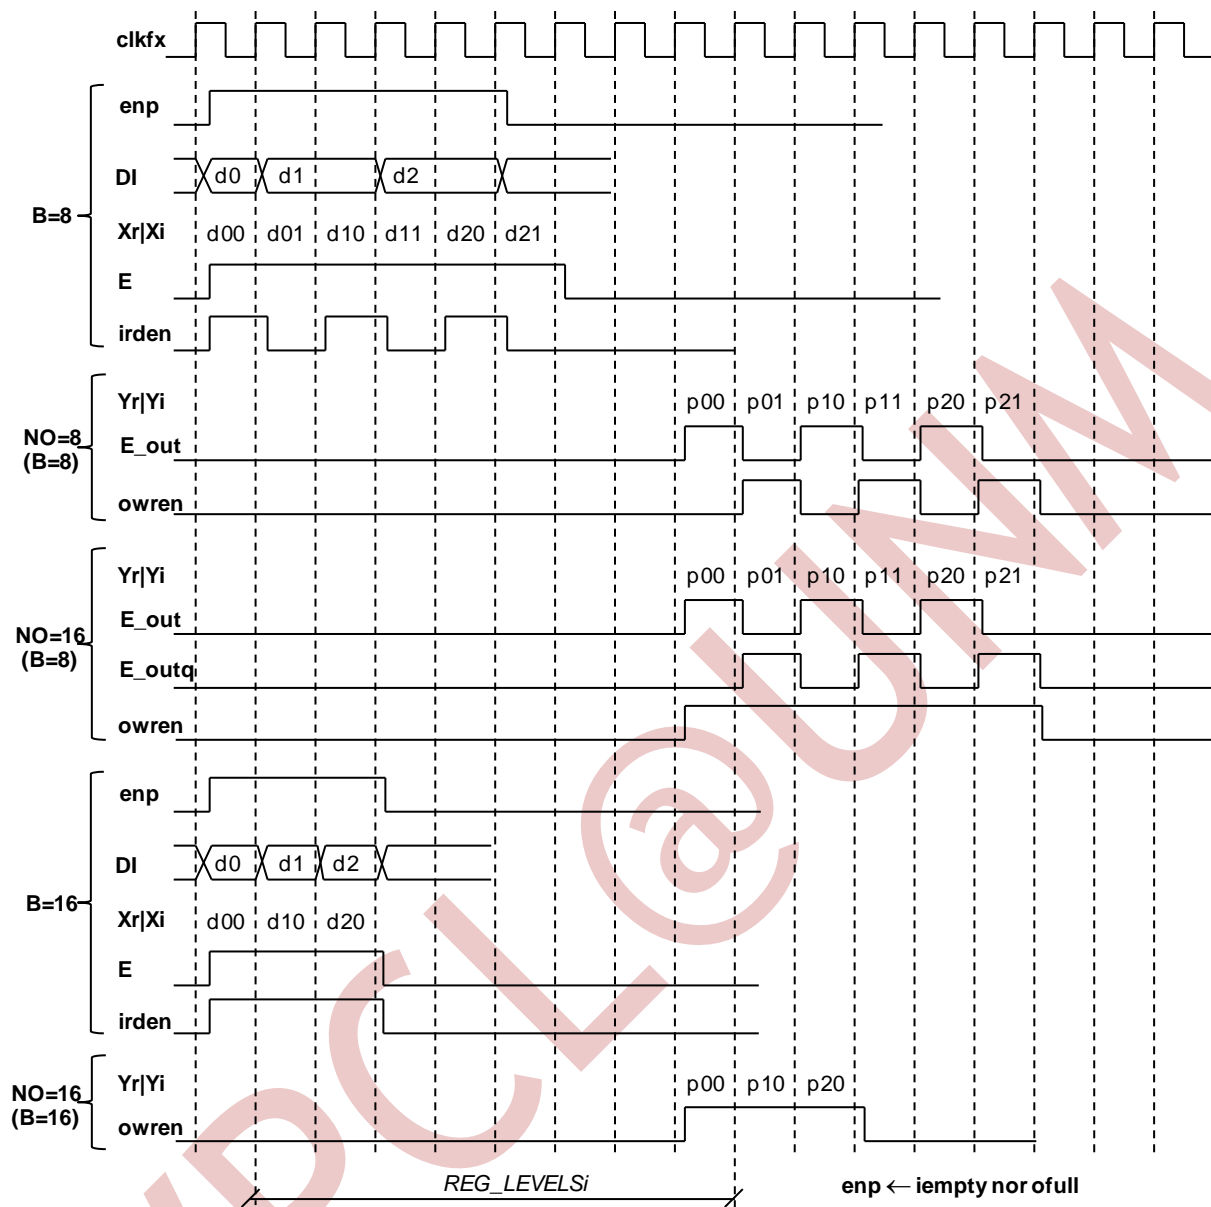 clkfx
enp
DI d0 d1 d2
B=8
Xr|Xi d00 d01 d10 d11 d20 d21
E
irden
NO=8
(B=8)
Yr|Yi p00 p01 p10 p11 p20 p21
E_out
owren
NO=16
(B=8)
Yr|Yi p00 p01 p10 p11 p20 p21
E_out
E_outq
owren
enp
DI d0 d1 d2
B=16
Xr|Xi d00 d10 d20
E
irden
NO=16
(B=16)
Yr|Yi p00 p10 p20
owren
REG_LEVELSi
enp ← iempty nor ofull
RPCL@UNM